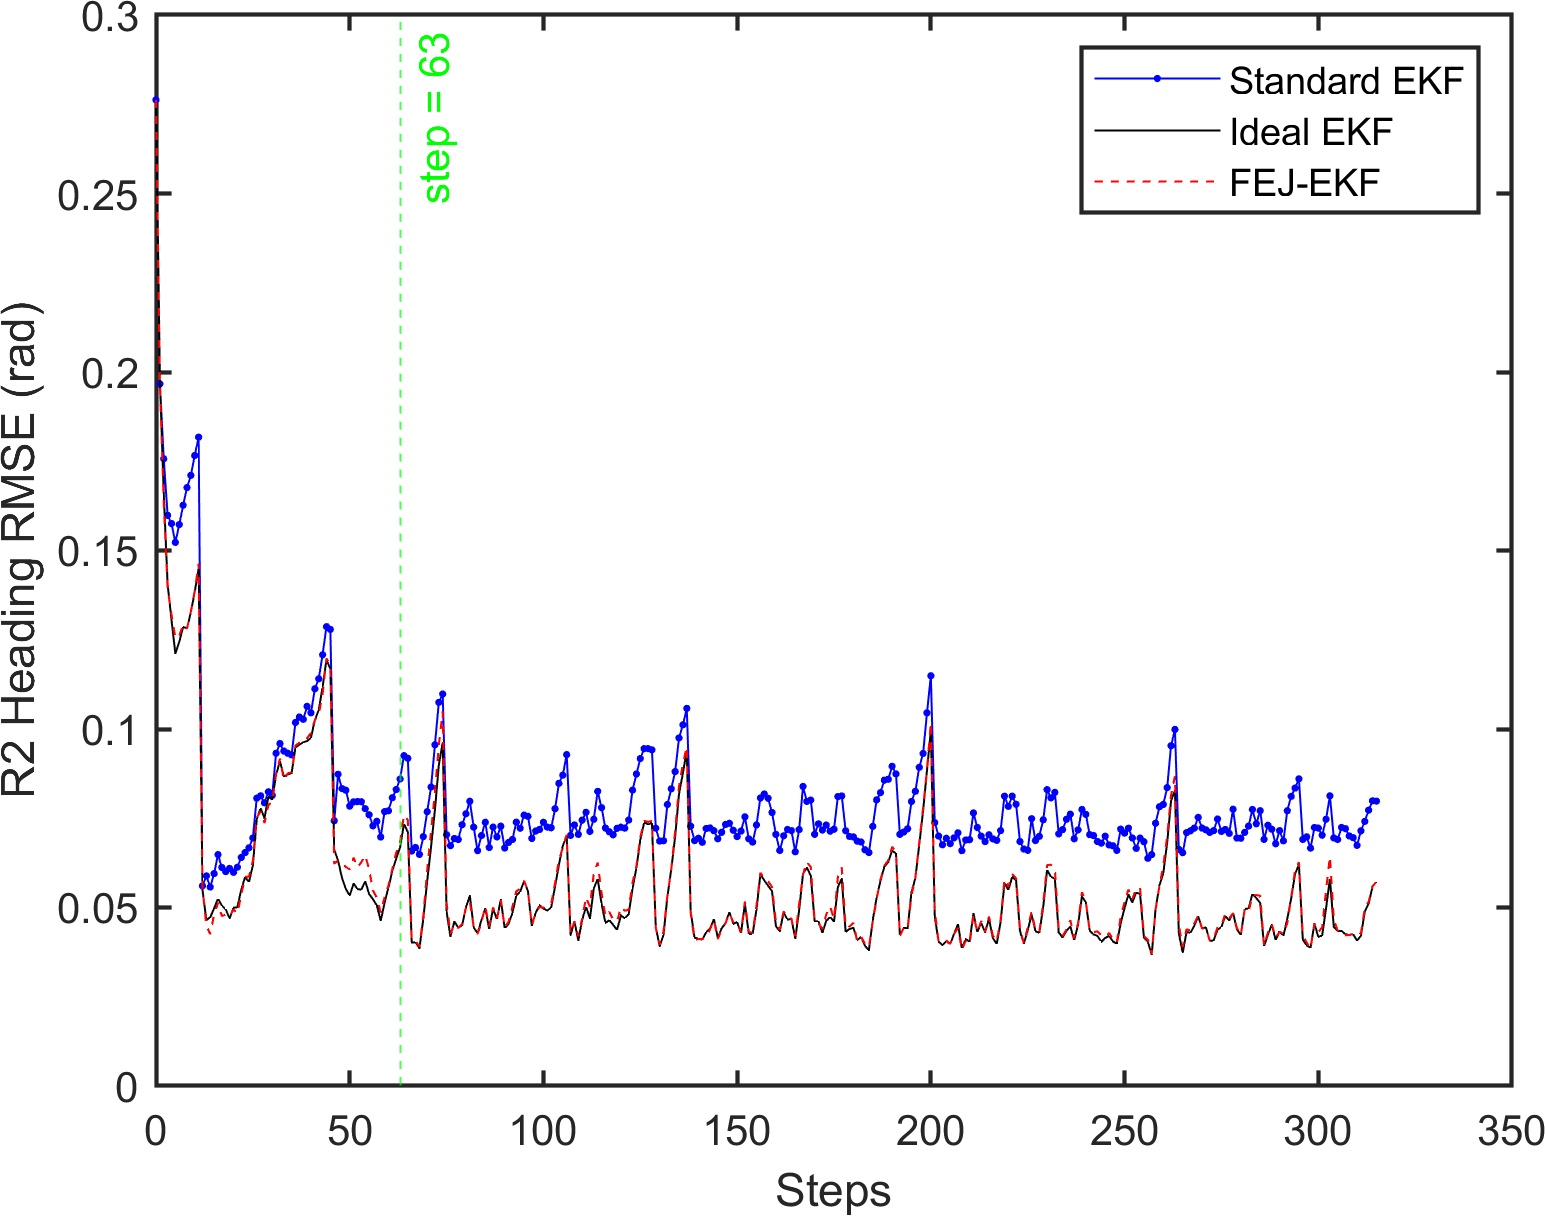 0.3
0.25
0.2
0.15
0.1
0.05
0
R2 Heading RMSE (rad)
step = 63
Standard EKF
Ideal EKF
FEJ-EKF
0 50 100 150 200 250 300 350
Steps